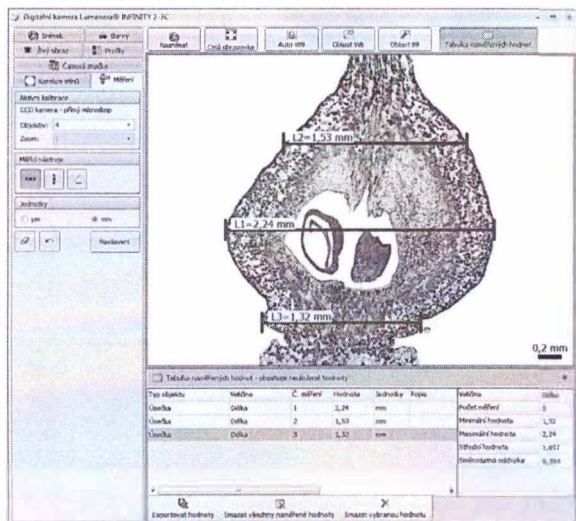 Digitální kamera Lumenera® INFINITY 2-3C
Snímek
Barvy
Živý obraz
Profily
Časová značka
Korekce stínů
Měření
Nasnímat
Celá obrazovka
Auto WB
Oblast WB
Oblast BB
Tabulka naměřených hodnot
Aktivní kalibrace
CCD kamera - přímý mikroskop
Objektiv: 4
Zoom:
Měřící nástroje
Jednotky
µm
mm
Nastavení
L2=1,53 mm
L1=2,24 mm
L3=1,32 mm
0,2 mm
Tabulka naměřených hodnot - obsahuje neuložené hodnoty
Typ objektu Veličina Č. měření Hodnota Jednotky Popis
Úsečka Délka 1 2,24 mm
Úsečka Délka 2 1,53 mm
Úsečka Délka 3 1,32 mm
Veličina Délka
Počet měření 3
Minimální hodnota 1,32
Maximální hodnota 2,24
Střední hodnota 1,697
Směrodatná odchylka
Exportovat hodnoty
Smazat všechny naměřené hodnoty
Smazat vybranou hodnotu